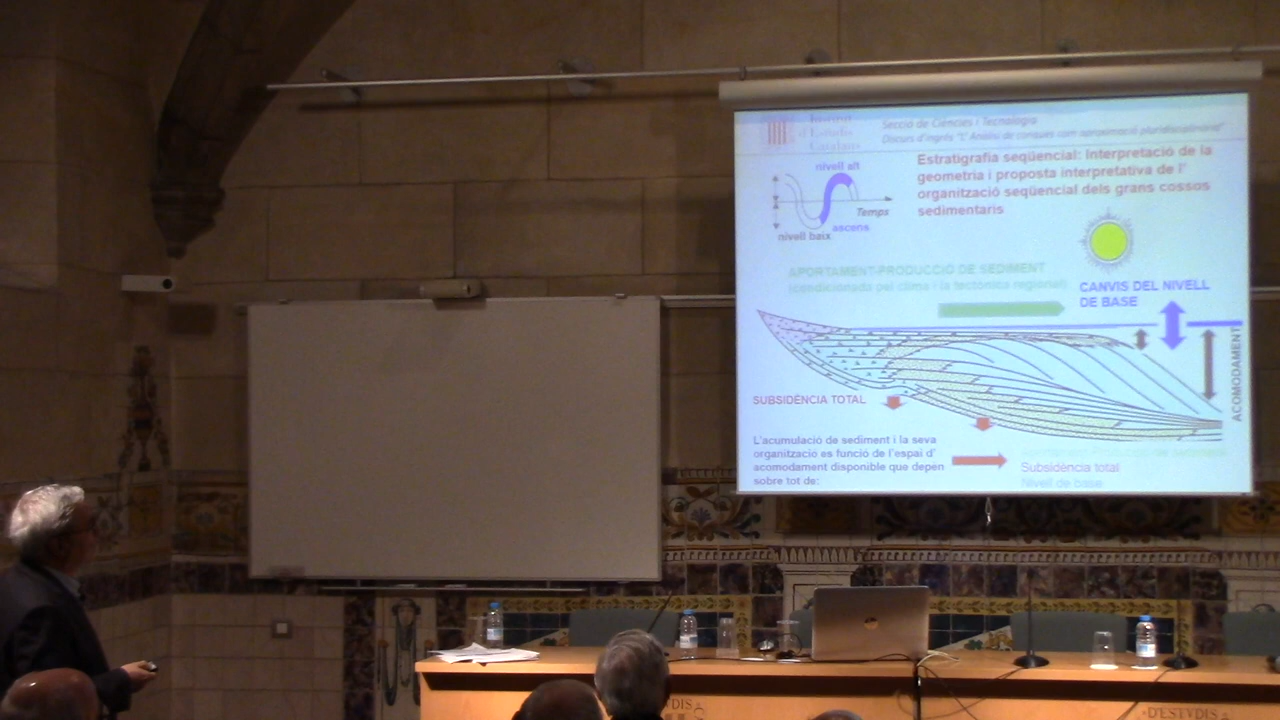 Institut
d'Estudis
Catalans
Secció de Ciències i Tecnologia
Discurs d'ingrés "L' Anàlisi de conques com aproximació pluridisciplinària"
Estratigrafia seqüencial: Interpretació de la
geometria i proposta interpretativa de l'
organització seqüencial dels grans cossos
sedimentaris
nivell alt
Temps
ascens
nivell baix
APORTAMENT-PRODUCCIÓ DE SEDIMENT
(condicionada pel clima i la tectònica regional)
CANVIS DEL NIVELL
DE BASE
ACOMODAMENT
SUBSIDÈNCIA TOTAL
L'acumulació de sediment i la seva
organització es funció de l'espai d'
acomodament disponible que depen
sobre tot de:
Subsidència total
Nivell de base
D'ESTVDIS